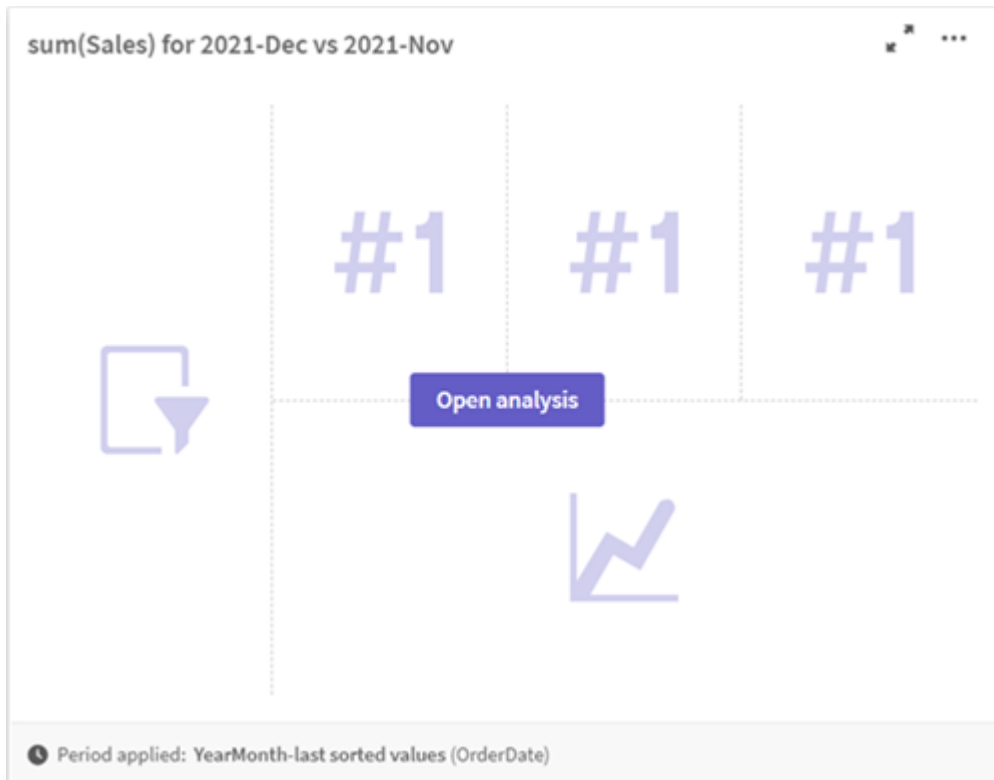 sum(Sales) for 2021-Dec vs 2021-Nov
#1 #1 #1
Open analysis
Period applied: YearMonth-last sorted values (OrderDate)